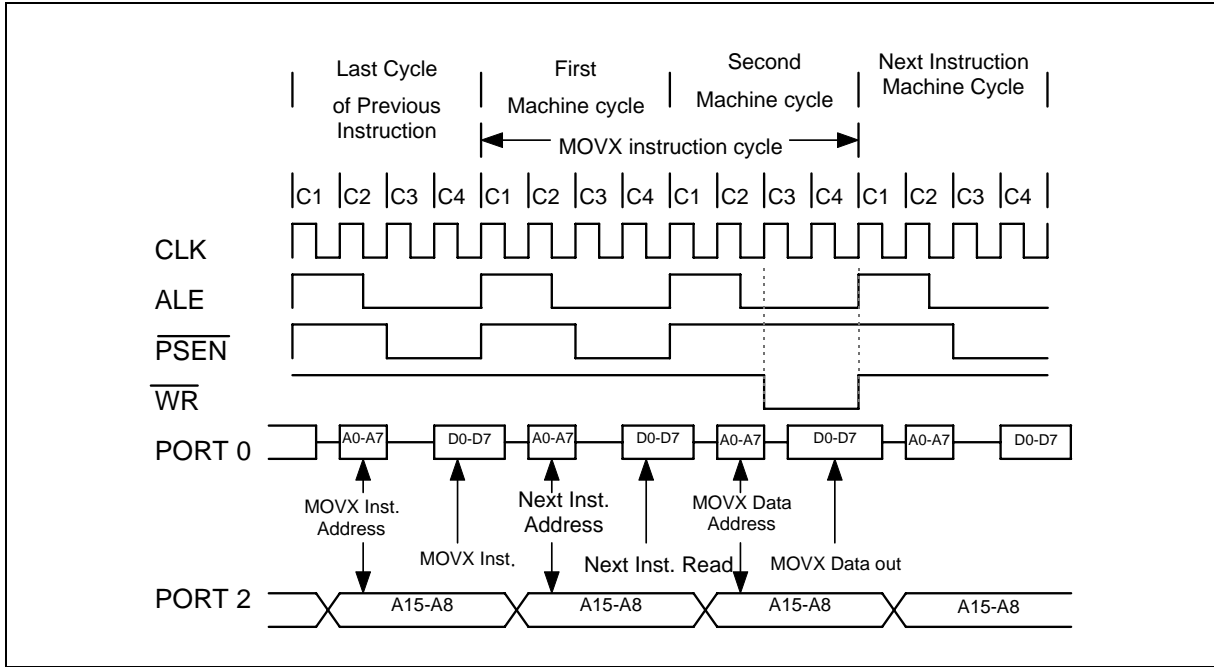 Last Cycle
of Previous
Instruction
First
Machine cycle
Second
Machine cycle
Next Instruction
Machine Cycle
MOVX instruction cycle
C1 C2 C3 C4 C1 C2 C3 C4 C1 C2 C3 C4 C1 C2 C3 C4
CLK
ALE
PSEN
WR
PORT 0
A0-A7 D0-D7 A0-A7 D0-D7 A0-A7 D0-D7 A0-A7 D0-D7
MOVX Inst.
Address
MOVX Inst.
Next Inst.
Address
Next Inst. Read
MOVX Data
Address
MOVX Data out
PORT 2
A15-A8 A15-A8 A15-A8 A15-A8